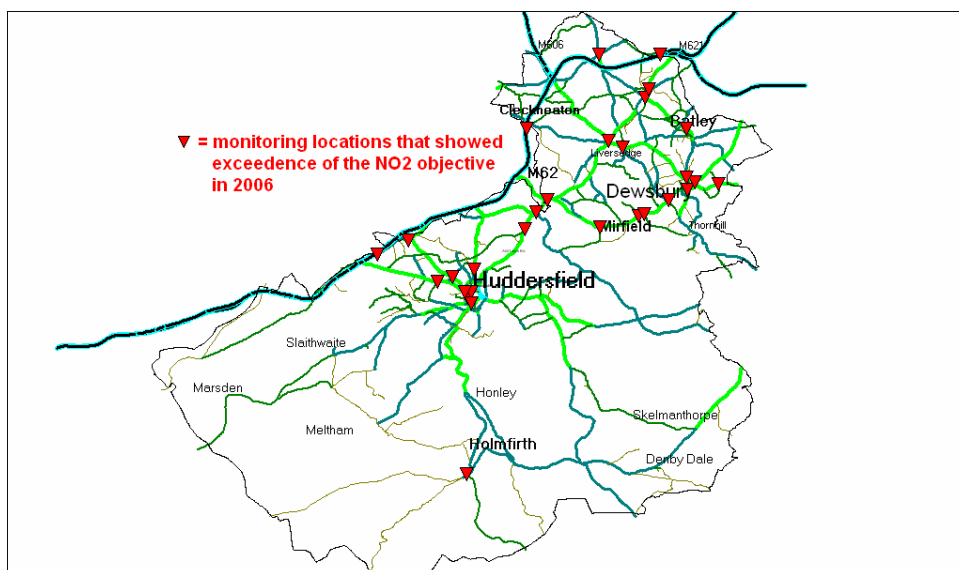 M606
M621
Cleckheaton
Batley
▼ = monitoring locations that showed
exceedence of the NO2 objective
in 2006
Liversedge
M62
Dewsbury
Mirfield
Thornhill
Huddersfield
Slaithwaite
Marsden
Honley
Skelmanthorpe
Meltham
Holmfirth
Denby Dale